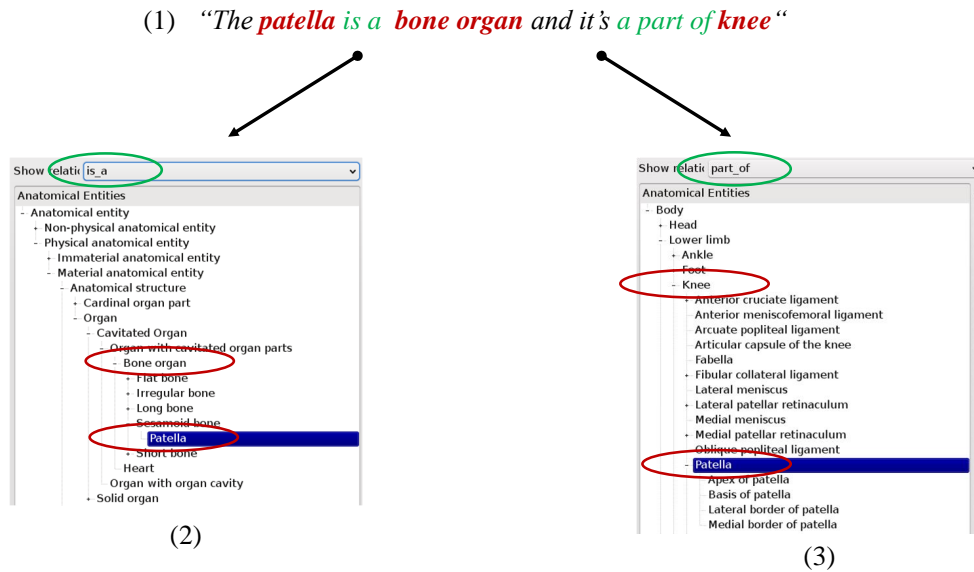 (1) “The patella is a bone organ and it's a part of knee“
Show relatic is_a
Anatomical Entities
- Anatomical entity
+ Non-physical anatomical entity
- Physical anatomical entity
+ Immaterial anatomical entity
- Material anatomical entity
- Anatomical structure
+ Cardinal organ part
- Organ
- Cavitated Organ
- Organ with cavitated organ parts
- Bone organ
+ Flat bone
+ Irregular bone
+ Long bone
- Sesamoid bone
Patella
+ Short bone
Heart
Organ with organ cavity
+ Solid organ
(2)
Show relatic part_of
Anatomical Entities
- Body
+ Head
- Lower limb
+ Ankle
+ Foot
- Knee
+ Anterior cruciate ligament
Anterior meniscofemoral ligament
Arcuate popliteal ligament
Articular capsule of the knee
Fabella
+ Fibular collateral ligament
Lateral meniscus
+ Lateral patellar retinaculum
Medial meniscus
+ Medial patellar retinaculum
Oblique popliteal ligament
- Patella
Apex of patella
Basis of patella
Lateral border of patella
Medial border of patella
(3)